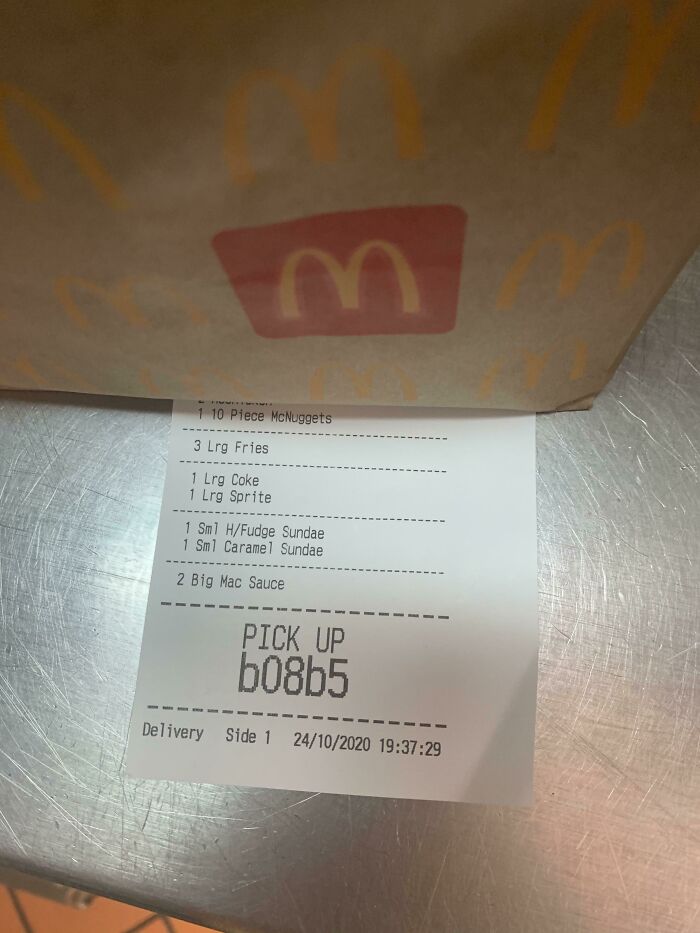 1 10 Piece McNuggets
3 Lrg Fries
1 Lrg Coke
1 Lrg Sprite
1 Sml H/Fudge Sundae
1 Sml Caramel Sundae
2 Big Mac Sauce
PICK UP
b08b5
Delivery Side 1 24/10/2020 19:37:29